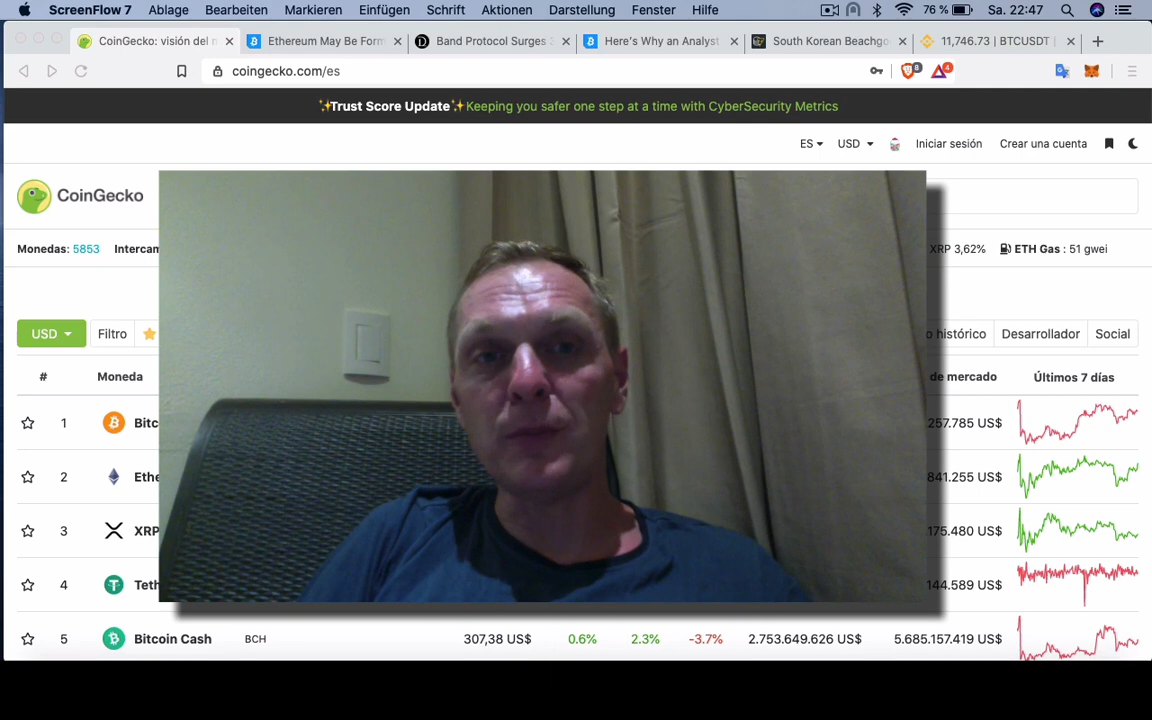 ScreenFlow 7 Ablage Bearbeiten Markieren Einfügen Schrift Aktionen Darstellung Fenster Hilfe 76 % Sa. 22:47
CoinGecko: visión del n Ethereum May Be Form Band Protocol Surges Here's Why an Analyst South Korean Beachgo 11,746.73 | BTCUSDT |
coingecko.com/es 8 4
✨Trust Score Update✨Keeping you safer one step at a time with CyberSecurity Metrics
ES USD Iniciar sesión Crear una cuenta
CoinGecko
Monedas: 5853 Intercam XRP 3,62% ETH Gas : 51 gwei
USD Filtro o histórico Desarrollador Social
# Moneda de mercado Últimos 7 días
1 Bitc .257.785 US$
2 Ethe 841.255 US$
3 XRP .175.480 US$
4 Teth 144.589 US$
5 Bitcoin Cash BCH 307,38 US$ 0.6% 2.3% -3.7% 2.753.649.626 US$ 5.685.157.419 US$